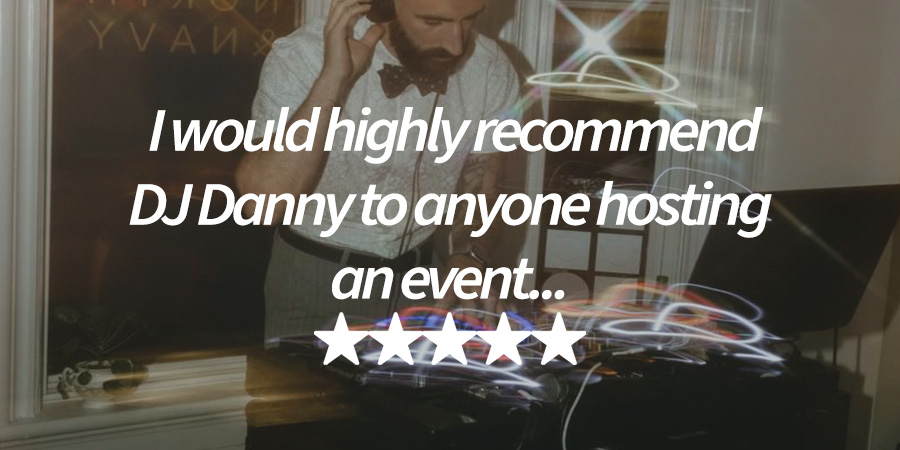 I would highly recommend
DJ Danny to anyone hosting
an event...